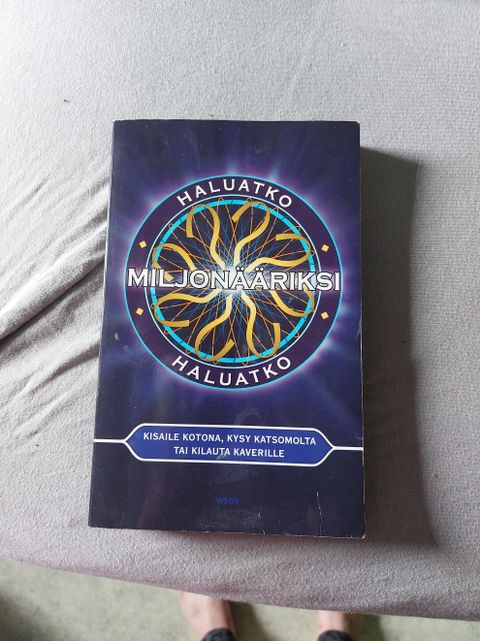 HALUATKO
MILJONÄÄRIKSI
HALUATKO
KISAILE KOTONA, KYSY KATSOMOLTA
TAI KILAUTA KAVERILLE
WSOY